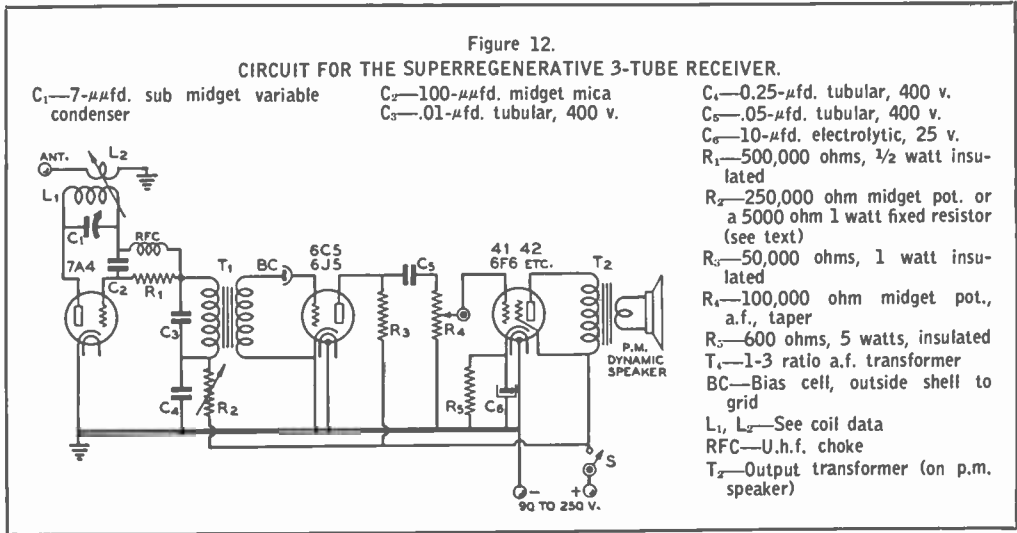 Figure 12.
CIRCUIT FOR THE SUPERREGENERATIVE 3-TUBE RECEIVER.
C₁—7-μμfd. sub midget variable
condenser
C₂—100-μμfd. midget mica
C₃—.01-μfd. tubular, 400 v.
C₄—0.25-μfd. tubular, 400 v.
C₅—.05-μfd. tubular, 400 v.
C₆—10-μfd. electrolytic, 25 v.
R₁—500,000 ohms, 1/2 watt insu-
lated
R₂—250,000 ohm midget pot. or
a 5000 ohm 1 watt fixed resistor
(see text)
R₃—50,000 ohms, 1 watt insu-
lated
R₄—100,000 ohm midget pot.,
a.f., taper
R₅—600 ohms, 5 watts, insulated
T₁—1-3 ratio a.f. transformer
BC—Bias cell, outside shell to
grid
L₁, L₂—See coil data
RFC—U.h.f. choke
T₂—Output transformer (on p.m.
speaker)
ANT.
L₂
L₁
C₁
RFC
7A4
C₂
R₁
T₁
BC
6C5
6J5
C₅
41 42
6F6 ETC.
T₂
C₃
R₃
R₄
P.M.
DYNAMIC
SPEAKER
C₄
R₂
R₅
C₆
S
- +
90 TO 250 V.